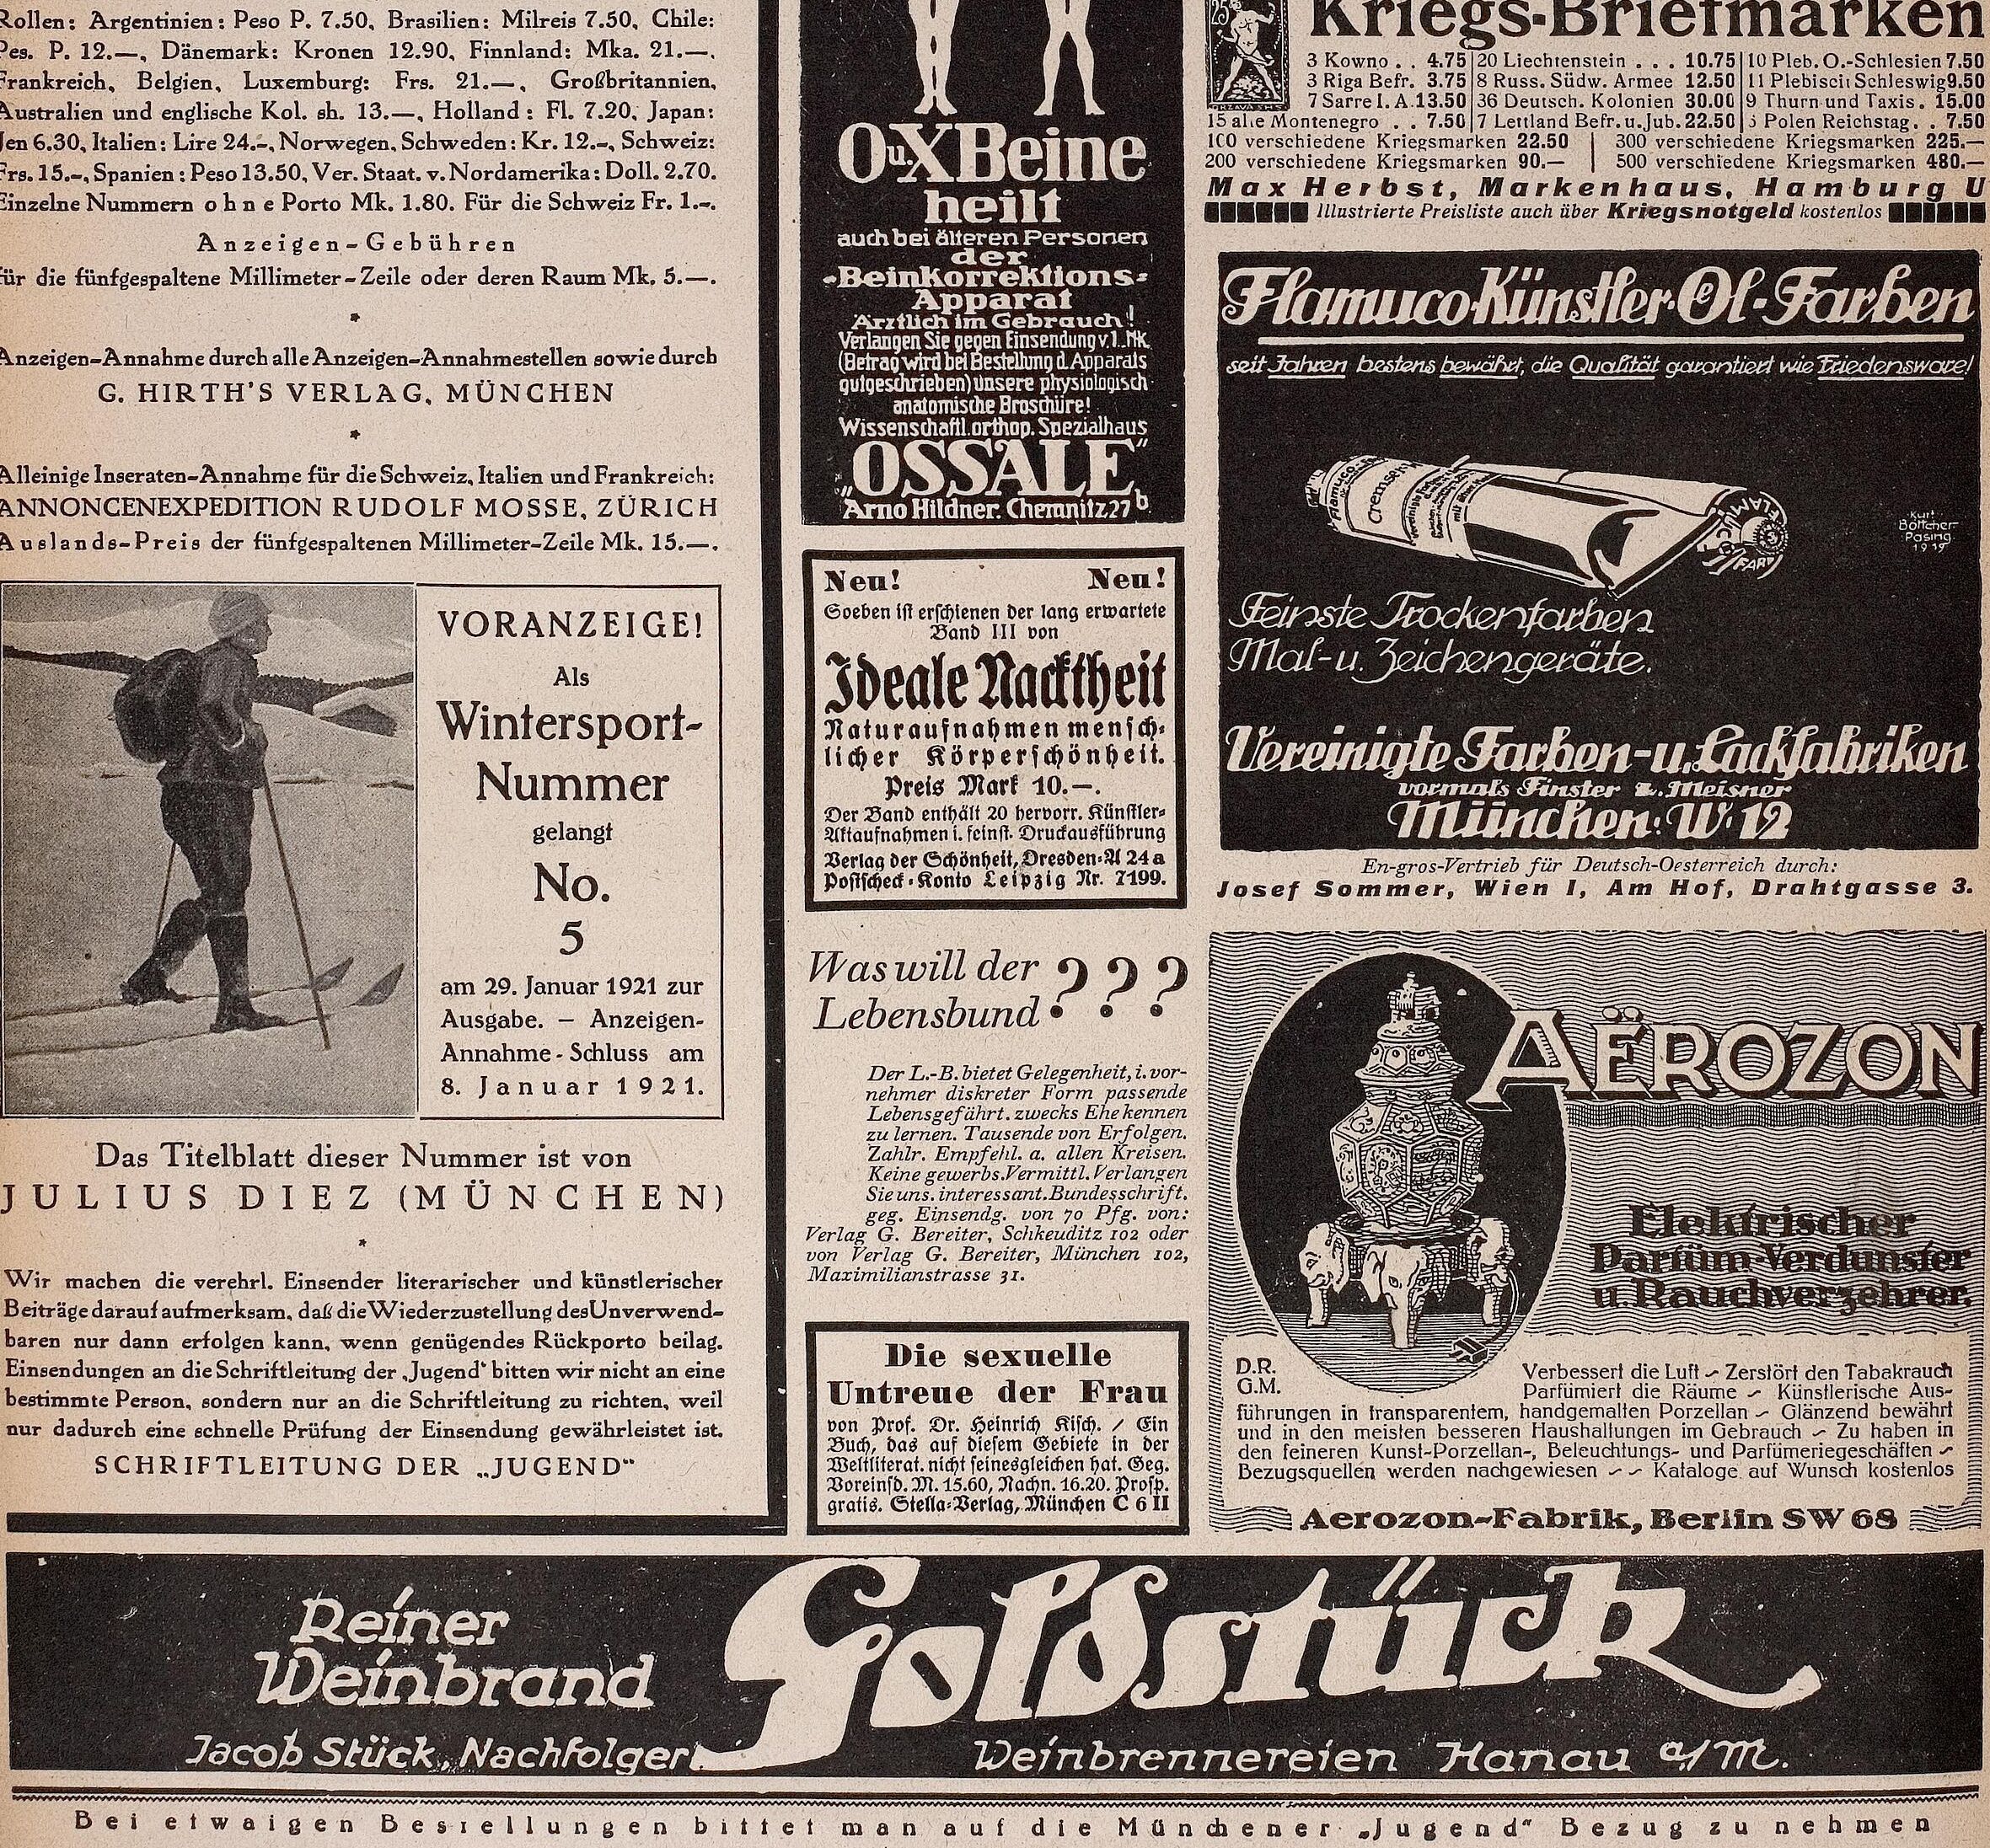 Rollen: Argentinien: Peso P. 7.50, Brasilien: Milreis 7.50, Chile:
Pes. P. 12.—, Dänemark: Kronen 12.90, Finnland: Mka. 21.—,
Frankreich, Belgien, Luxemburg: Frs. 21.—, Großbritannien,
Australien und englische Kol. sh. 13.—, Holland: Fl. 7.20, Japan:
Jen 6.30, Italien: Lire 24.-, Norwegen, Schweden: Kr. 12.-, Schweiz:
Frs. 15.-, Spanien: Peso 13.50, Ver. Staat. v. Nordamerika: Doll. 2.70.
Einzelne Nummern ohne Porto Mk. 1.80. Für die Schweiz Fr. 1.-.
Anzeigen-Gebühren
für die fünfgespaltene Millimeter-Zeile oder deren Raum Mk. 5.—.
*
Anzeigen-Annahme durch alle Anzeigen-Annahmestellen sowie durch
G. HIRTH'S VERLAG, MÜNCHEN
*
Alleinige Inseraten-Annahme für die Schweiz, Italien und Frankreich:
ANNONCENEXPEDITION RUDOLF MOSSE, ZÜRICH
Auslands-Preis der fünfgespaltenen Millimeter-Zeile Mk. 15.—.
VORANZEIGE!
Als
Wintersport-
Nummer
gelangt
No.
5
am 29. Januar 1921 zur
Ausgabe. — Anzeigen-
Annahme-Schluss am
8. Januar 1921.
Das Titelblatt dieser Nummer ist von
JULIUS DIEZ (MÜNCHEN)
*
Wir machen die verehrl. Einsender literarischer und künstlerischer
Beiträge darauf aufmerksam, daß die Wiederzustellung des Unverwend-
baren nur dann erfolgen kann, wenn genügendes Rückporto beilag.
Einsendungen an die Schriftleitung der „Jugend“ bitten wir nicht an eine
bestimmte Person, sondern nur an die Schriftleitung zu richten, weil
nur dadurch eine schnelle Prüfung der Einsendung gewährleistet ist.
SCHRIFTLEITUNG DER „JUGEND“
O u. X Beine
heilt
auch bei älteren Personen
der
-Beinkorrektions-
Apparat
Ärztlich im Gebrauch!
Verlangen Sie gegen Einsendung v. 1.-Mk.
(Betrag wird bei Bestellung d. Apparats
gutgeschrieben) unsere physiologisch-
anatomische Broschüre!
Wissenschaftl. orthop. Spezialhaus
„OSSALE“
Arno Hildner. Chemnitz 27b
Neu! Neu!
Soeben ist erschienen der lang erwartete
Band III von
Ideale Nacktheit
Naturaufnahmen mensch-
licher Körperschönheit.
Preis Mark 10.—.
Der Band enthält 20 hervorr. Künstler-
Aktaufnahmen i. feinst. Druckausführung
Verlag der Schönheit, Dresden-A 24a
Postscheck-Konto Leipzig Nr. 7199.
Was will der
Lebensbund ???
Der L.-B. bietet Gelegenheit, i. vor-
nehmer diskreter Form passende
Lebensgefährt. zwecks Ehe kennen
zu lernen. Tausende von Erfolgen.
Zahlr. Empfehl. a. allen Kreisen.
Keine gewerbs. Vermittl. Verlangen
Sie uns. interessant. Bundesschrift.
geg. Einsendg. von 70 Pfg. von:
Verlag G. Bereiter, Schkeuditz 102 oder
von Verlag G. Bereiter, München 102,
Maximilianstrasse 31.
Die sexuelle
Untreue der Frau
von Prof. Dr. Heinrich Kisch. / Ein
Buch, das auf diesem Gebiete in der
Weltliterat. nicht seinesgleichen hat. Geg.
Voreinsd. M. 15.60, Nachn. 16.20. Prosp.
gratis. Stella-Verlag, München C 6 II
25
Kriegs-Briefmarken
3 Kowno . . 4.75 20 Liechtenstein . . . 10.75 10 Pleb. O.-Schlesien 7.50
3 Riga Befr. 3.75 8 Russ. Südw. Armee 12.50 11 Plebiscit Schleswig 9.50
7 Sarre I. A. 13.50 36 Deutsch. Kolonien 30.00 9 Thurn und Taxis . 15.00
15 alte Montenegro . . 7.50 7 Lettland Befr. u. Jub. 22.50 Polen Reichstag . . 7.50
100 verschiedene Kriegsmarken 22.50 300 verschiedene Kriegsmarken 225.—
200 verschiedene Kriegsmarken 90.— 500 verschiedene Kriegsmarken 480.—
Max Herbst, Markenhaus, Hamburg U
Illustrierte Preisliste auch über Kriegsnotgeld kostenlos
Flamuco-Künstler-Öl-Farben
seit Jahren bestens bewährt, die Qualität garantiert wie Friedensware!
Flamuco
Cremser
FLAMUCO
FARB
Kurt
Böttcher-
Pasing.
1919
Feinste Trockenfarben
Mal- u. Zeichengeräte.
Vereinigte Farben- u. Lackfabriken
vormals Finster & Meisner
München W. 12
En-gros-Vertrieb für Deutsch-Oesterreich durch:
Josef Sommer, Wien I, Am Hof, Drahtgasse 3.
AËROZON
Elektrischer
Parfüm-Verdunster
u. Rauchverzehrer.
D.R.
G.M.
Verbessert die Luft ~ Zerstört den Tabakrauch
Parfümiert die Räume ~ Künstlerische Aus-
führungen in transparentem, handgemalten Porzellan ~ Glänzend bewährt
und in den meisten besseren Haushaltungen im Gebrauch ~ Zu haben in
den feineren Kunst-Porzellan-, Beleuchtungs- und Parfümeriegeschäften ~
Bezugsquellen werden nachgewiesen ~ ~ Kataloge auf Wunsch kostenlos
Aerozon-Fabrik, Berlin SW 68
Reiner
Weinbrand
Goldstück
Jacob Stück, Nachfolger. Weinbrennereien Hanau a/M.
Bei etwaigen Bestellungen bittet man auf die Münchener „Jugend“ Bezug zu nehmen